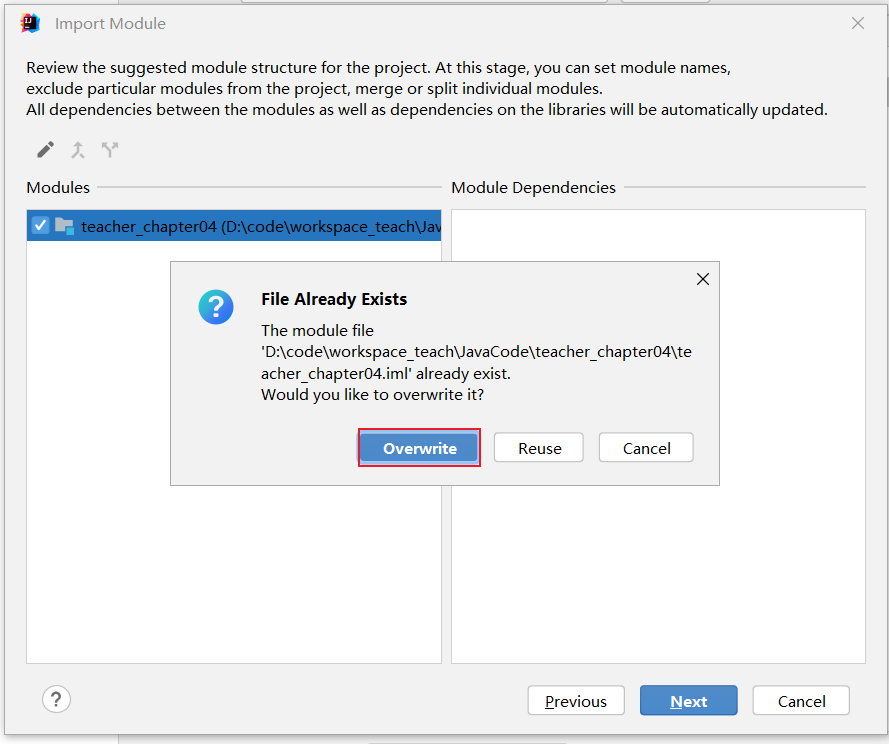 Import Module
Review the suggested module structure for the project. At this stage, you can set module names,
exclude particular modules from the project, merge or split individual modules.
All dependencies between the modules as well as dependencies on the libraries will be automatically updated.
Modules
Module Dependencies
teacher_chapter04 (D:\code\workspace_teach\Jav
File Already Exists
The module file
'D:\code\workspace_teach\JavaCode\teacher_chapter04\te
acher_chapter04.iml' already exist.
Would you like to overwrite it?
Overwrite
Reuse
Cancel
?
Previous
Next
Cancel